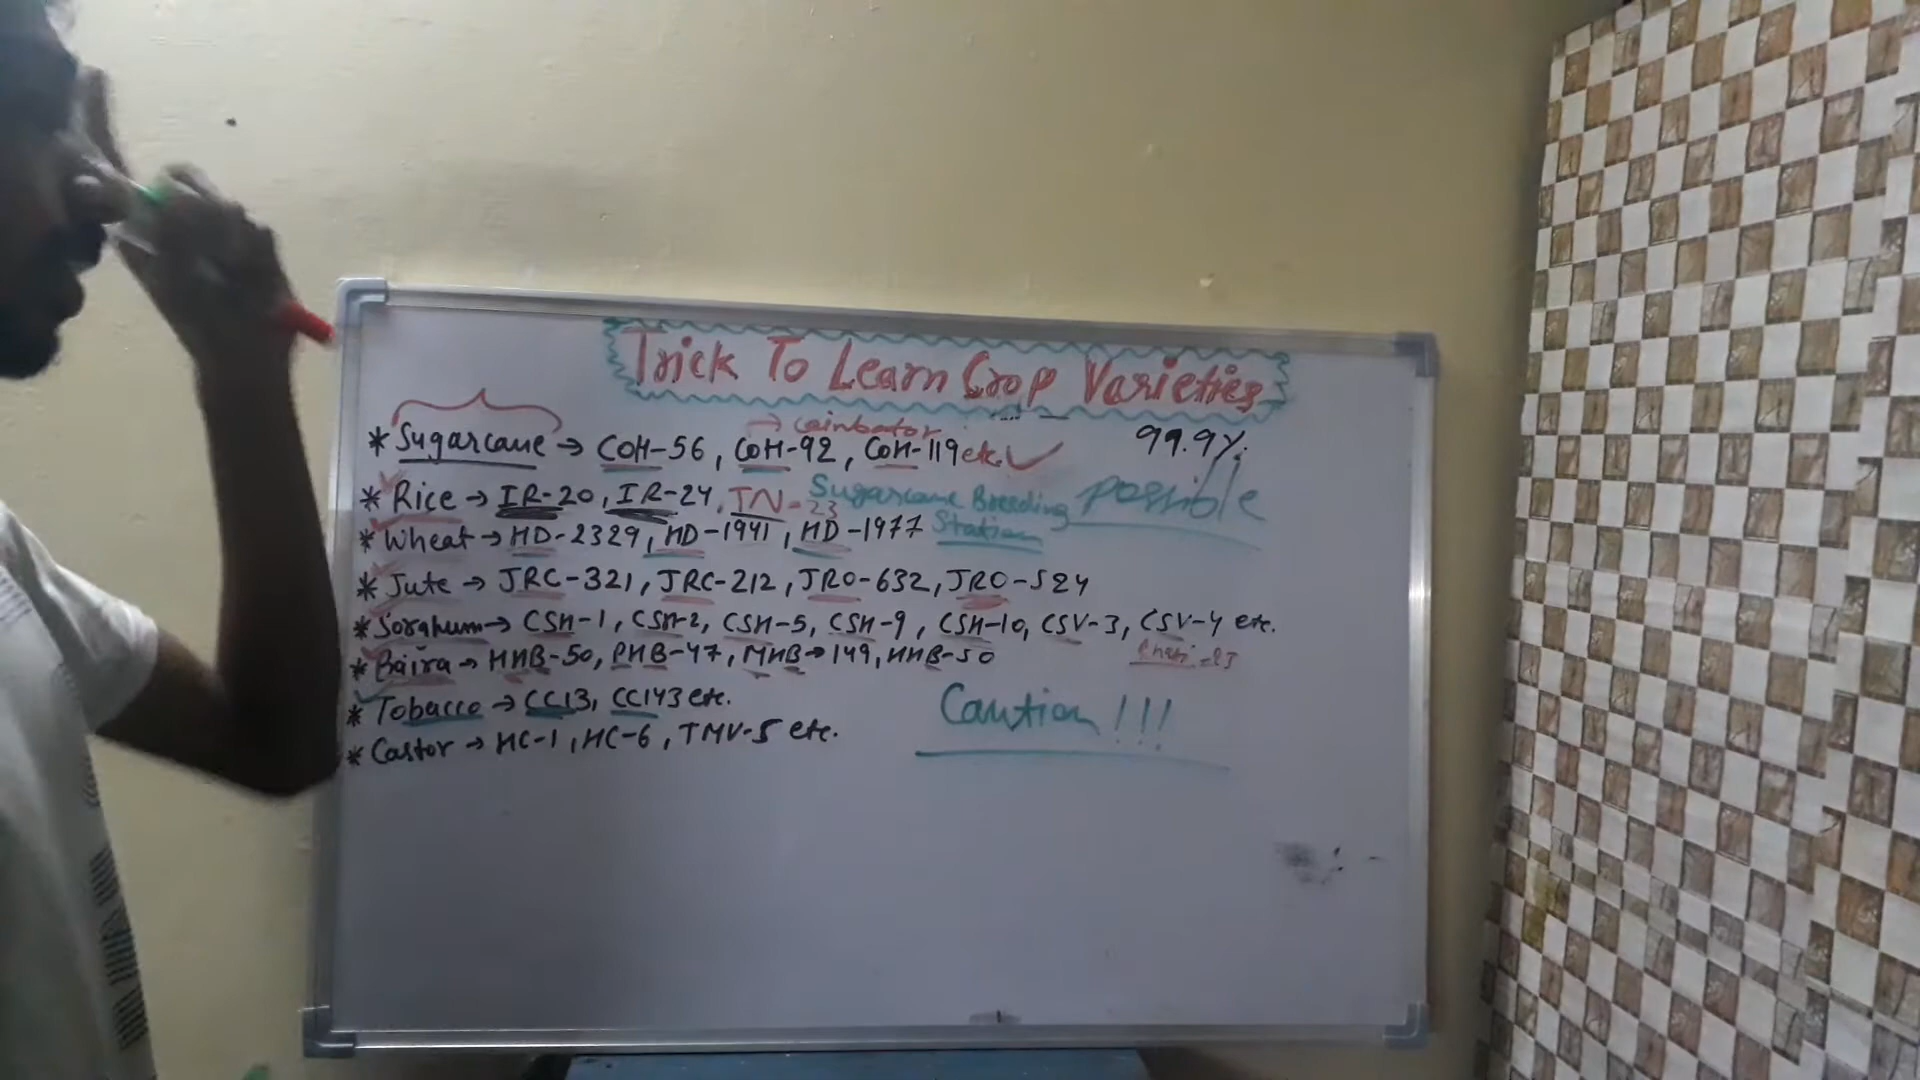 Trick To Learn Crop Varieties
→ Coinbator
* Sugarcane → COH-56, COH-92, COH-119 etc.
99.9%
possible
* Rice → IR-20, IR-24, TN-23
Sugarcane Breeding
Station
* Wheat → HD-2329, HD-1941, HD-1977
* Jute → JRC-321, JRC-212, JRO-632, JRO-524
* Sorghum → CSH-1, CSH-2, CSH-5, CSH-9, CSH-10, CSV-3, CSV-4 etc.
* Bajra → HHB-50, PHB-47, MHB→149, HHB-50
* Tobacco → CC13, CC143 etc.
* Castor → HC-1, HC-6, TMV-5 etc.
Caution !!!